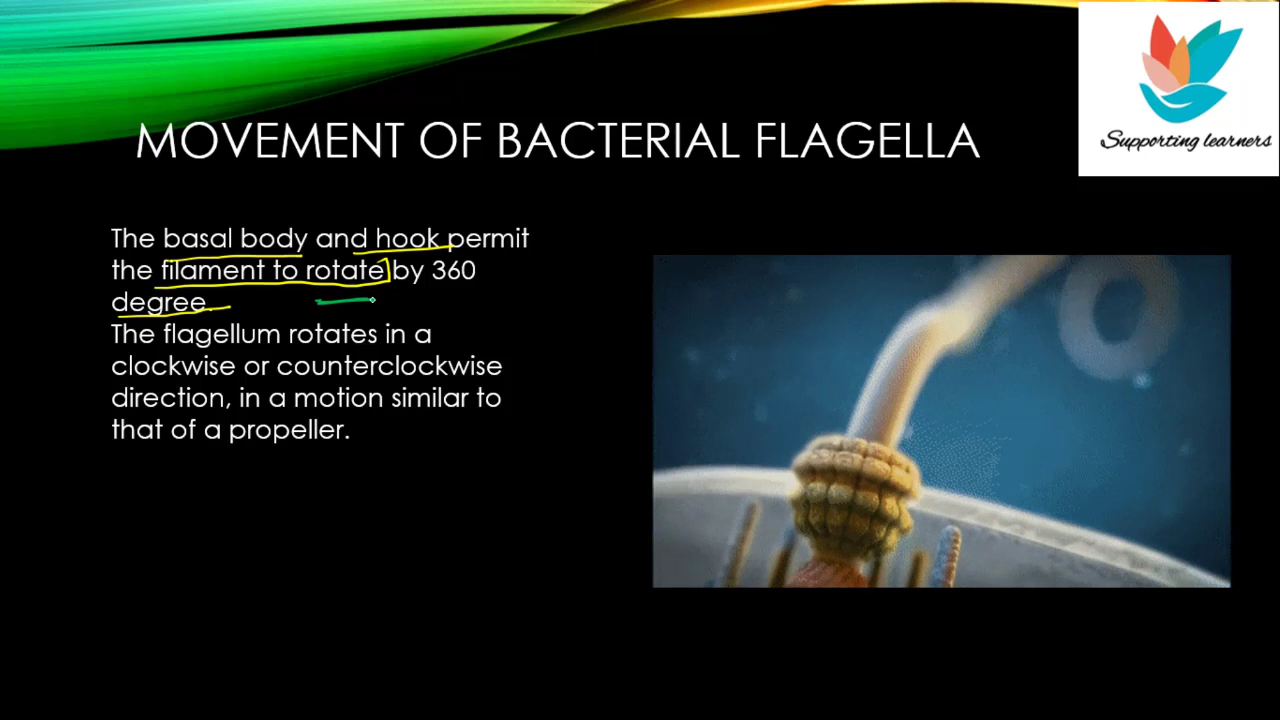 Supporting learners
MOVEMENT OF BACTERIAL FLAGELLA
The basal body and hook permit
the filament to rotate by 360
degree.
The flagellum rotates in a
clockwise or counterclockwise
direction, in a motion similar to
that of a propeller.